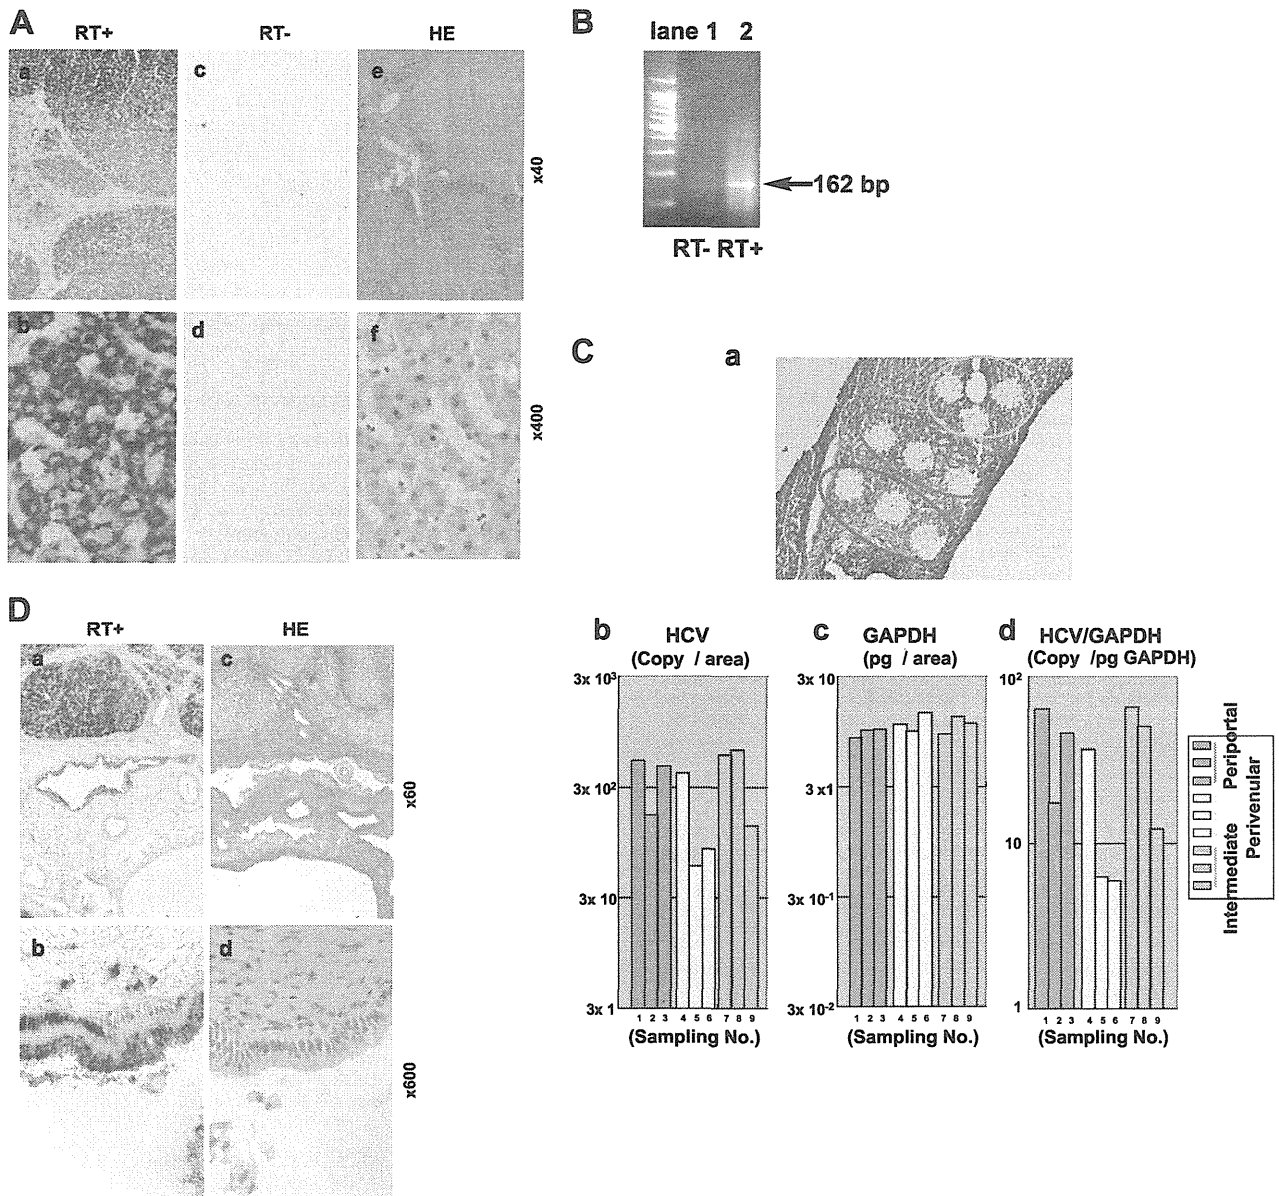 A
RT+ RT- HE
a c e
x40
b d f
x400
B
lane 1 2
162 bp
RT- RT+
C
a
b HCV (Copy / area)
3x 10³
3x 10²
3x 10
3x 1
1 2 3 4 5 6 7 8 9
(Sampling No.)
c GAPDH (pg / area)
3x 10
3 x1
3x 10⁻¹
3x 10⁻²
1 2 3 4 5 6 7 8 9
(Sampling No.)
d HCV/GAPDH (Copy /pg GAPDH)
10²
10
1
1 2 3 4 5 6 7 8 9
(Sampling No.)
Periportal
Intermediate
Perivenular
D
RT+ HE
a c
x60
b d
x600